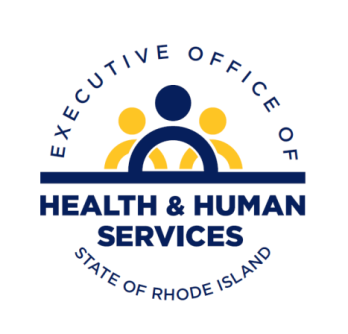 EXECUTIVE OFFICE OF
HEALTH & HUMAN
SERVICES
STATE OF RHODE ISLAND